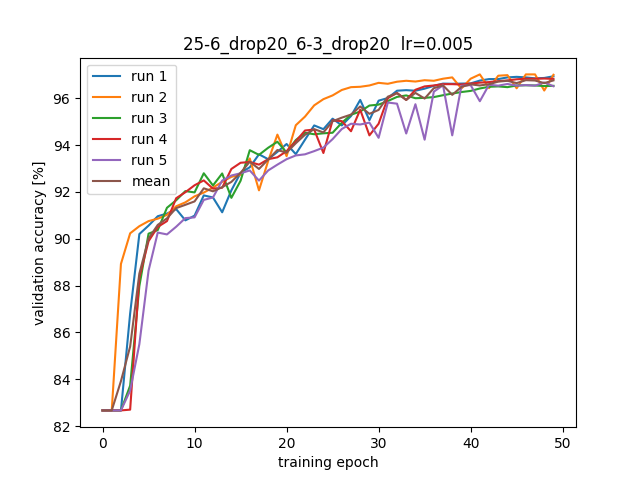 25-6_drop20_6-3_drop20 lr=0.005
validation accuracy [%]
96
94
92
90
88
86
84
82
run 1
run 2
run 3
run 4
run 5
mean
0 10 20 30 40 50
training epoch